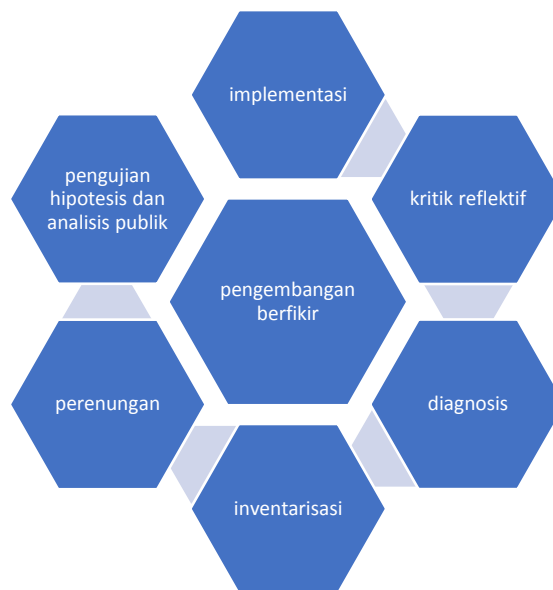 implementasi
kritik reflektif
diagnosis
inventarisasi
perenungan
pengujian
hipotesis dan
analisis publik
pengembangan
berfikir